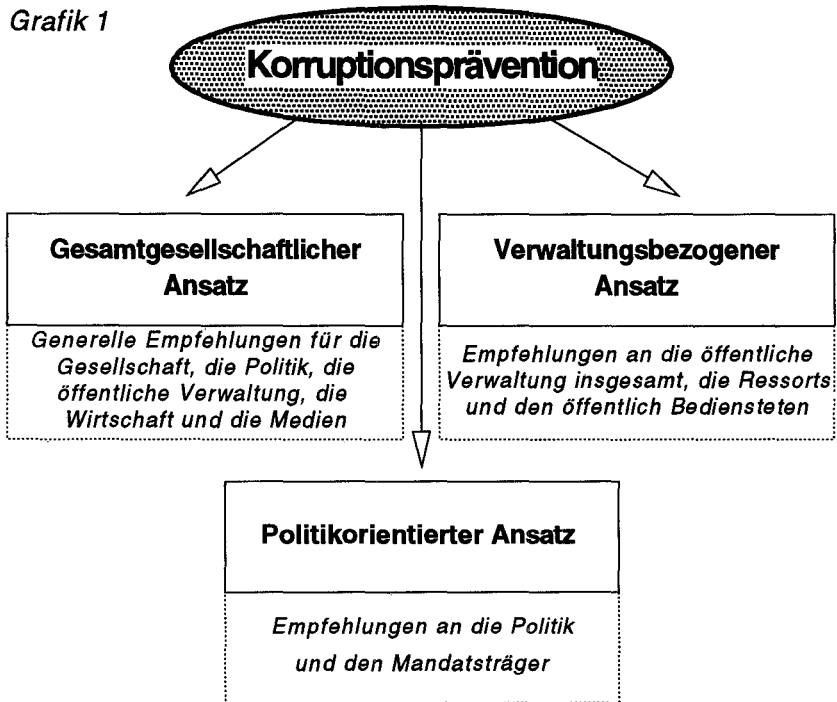 Grafik 1
Korruptionsprävention
Gesamtgesellschaftlicher
Ansatz
Generelle Empfehlungen für die
Gesellschaft, die Politik, die
öffentliche Verwaltung, die
Wirtschaft und die Medien
Verwaltungsbezogener
Ansatz
Empfehlungen an die öffentliche
Verwaltung insgesamt, die Ressorts
und den öffentlich Bediensteten
Politikorientierter Ansatz
Empfehlungen an die Politik
und den Mandatsträger